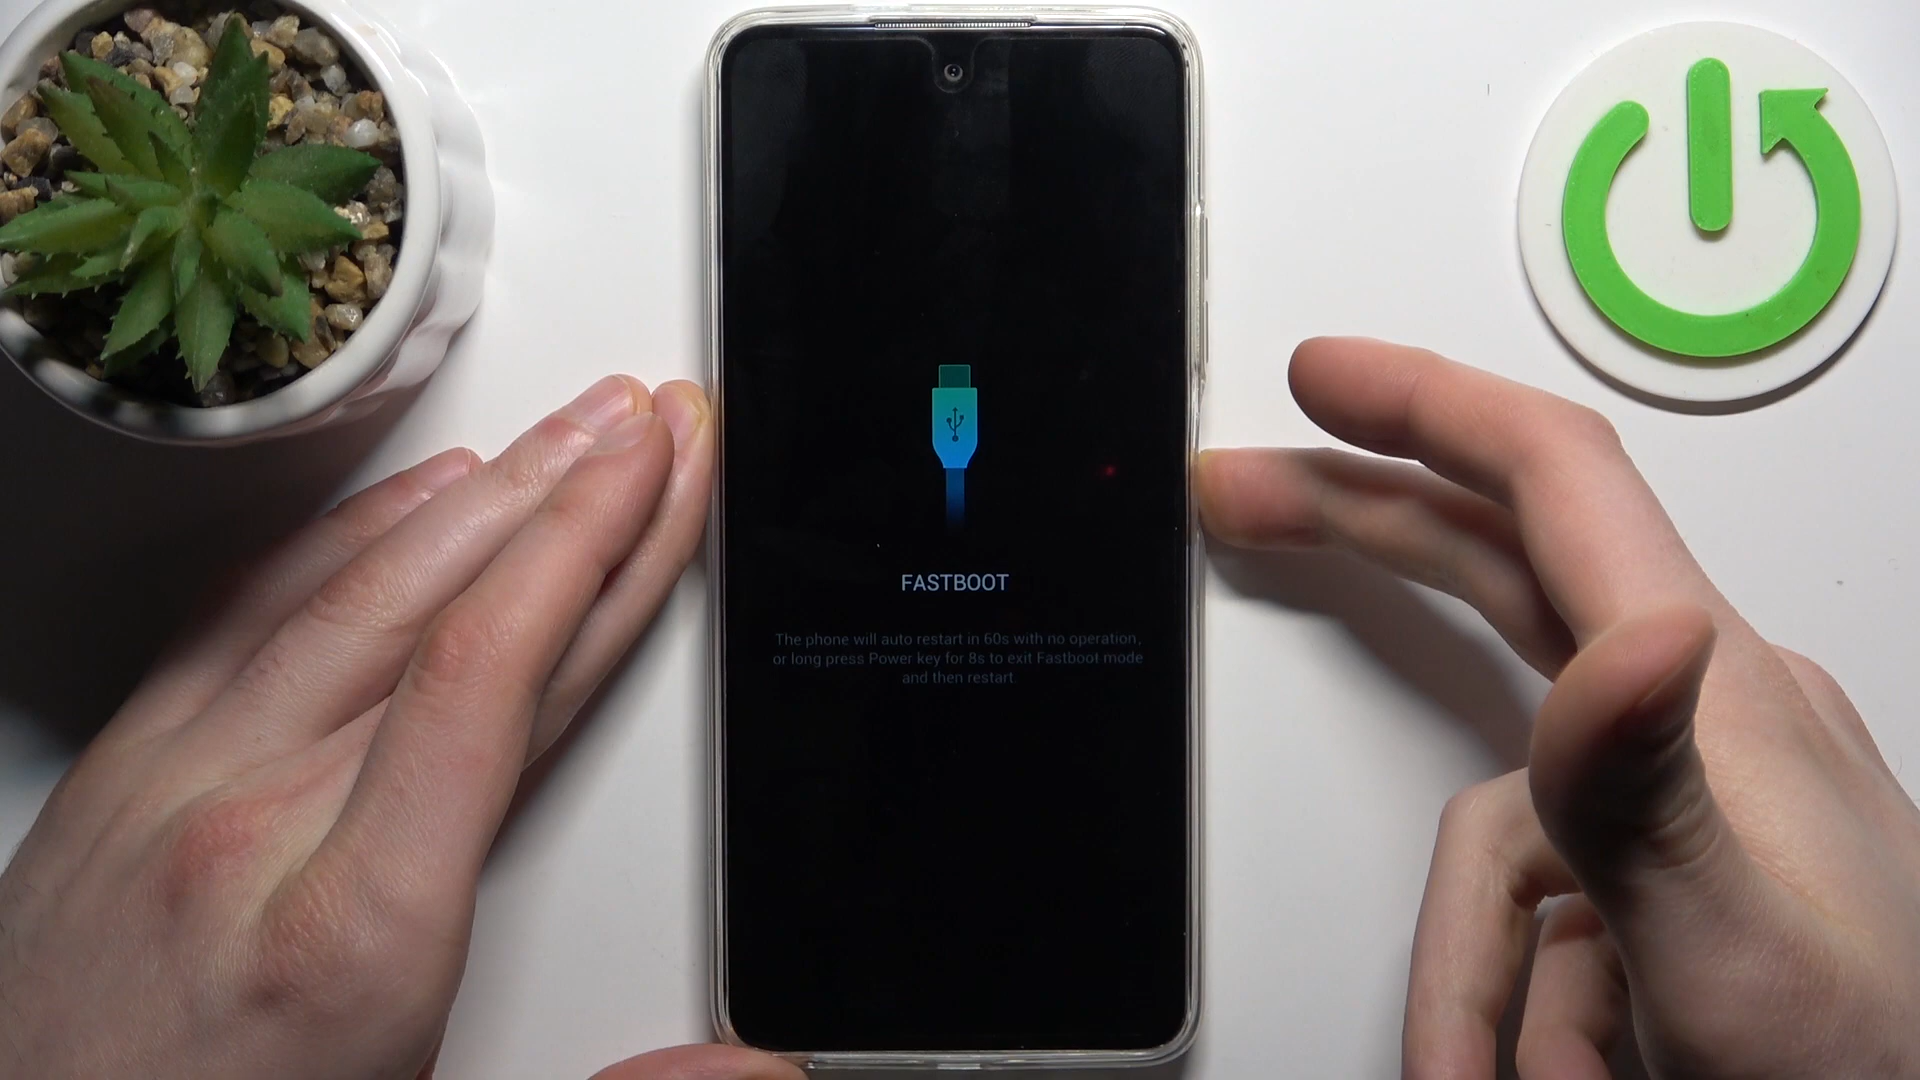 FASTBOOT
The phone will auto restart in 60s with no operation,
or long press Power key for 8s to exit Fastboot mode
and then restart.